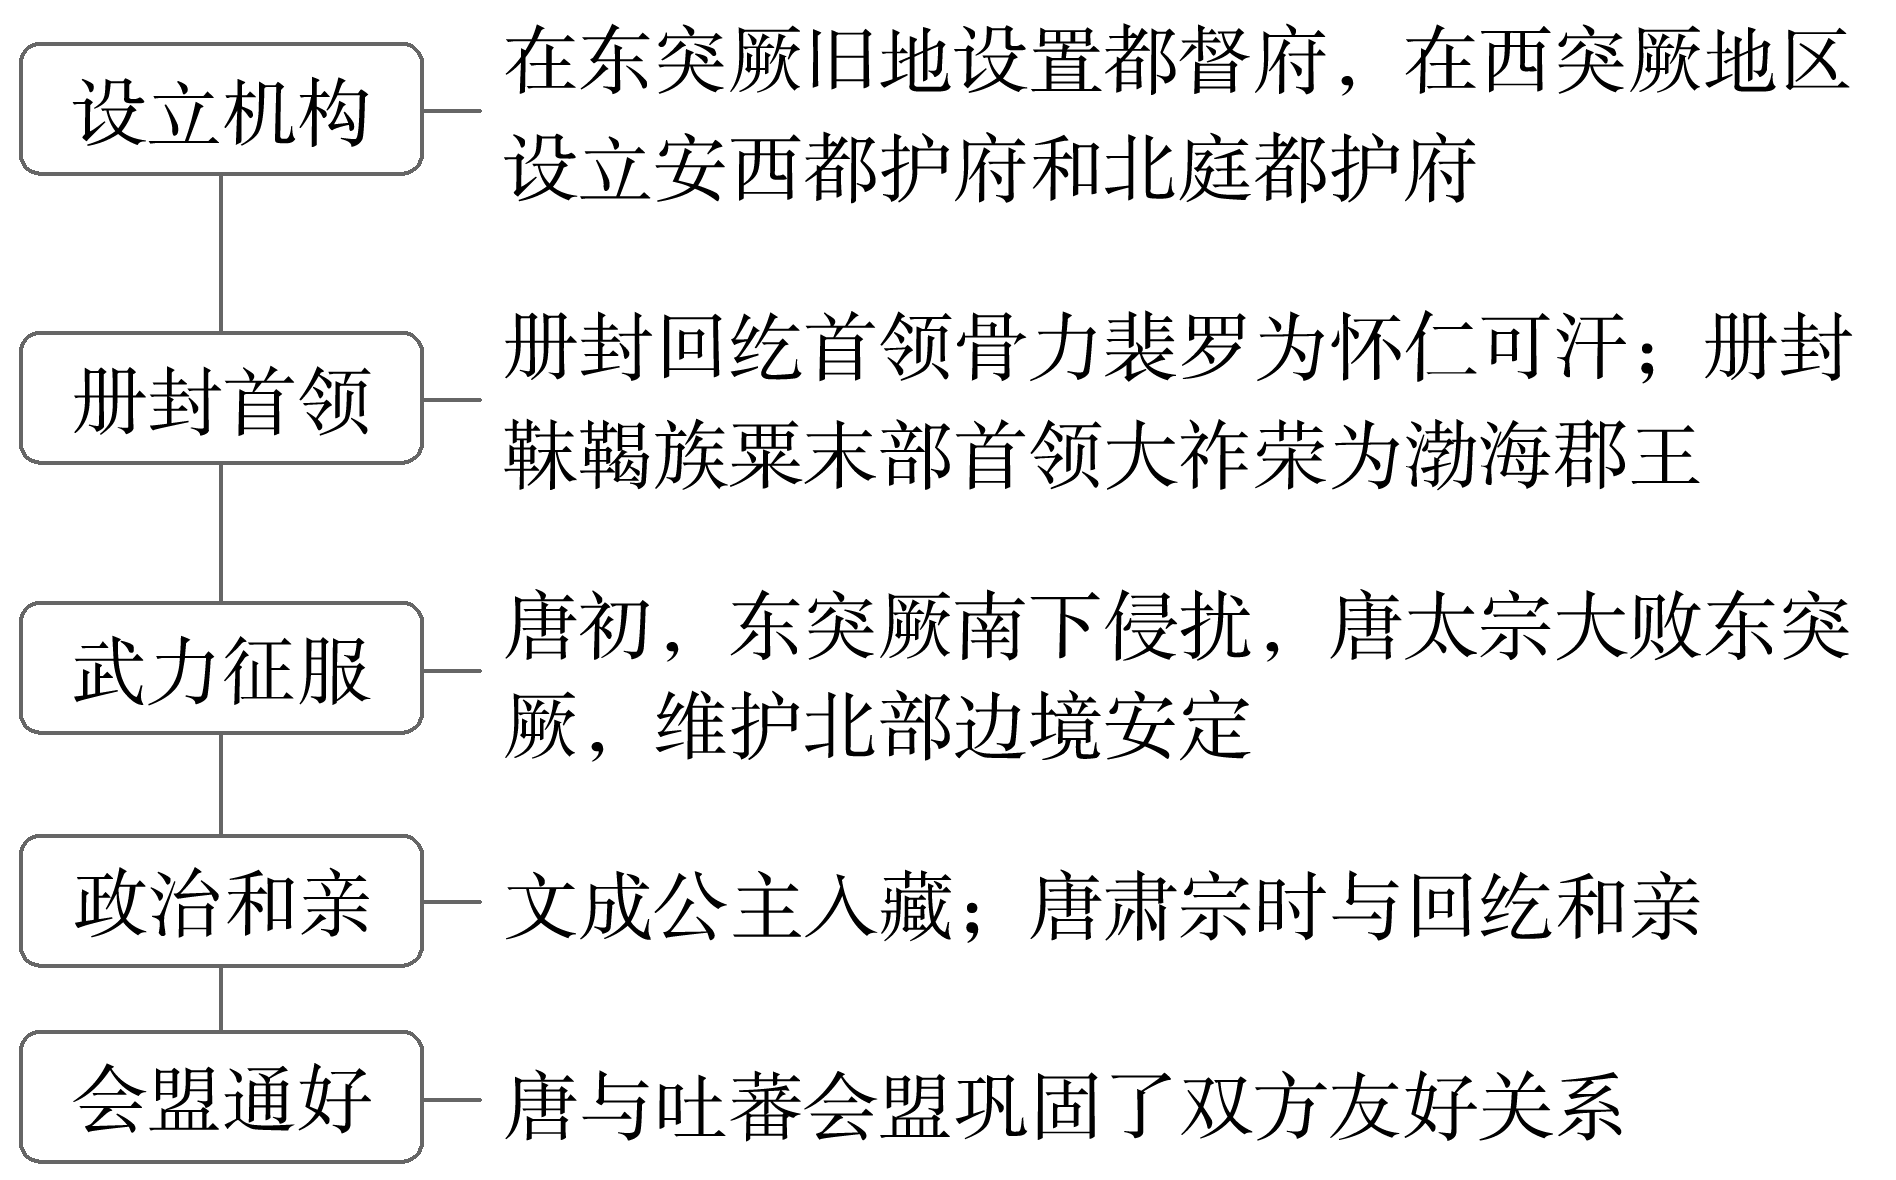 设立机构
在东突厥旧地设置都督府，在西突厥地区
设立安西都护府和北庭都护府
册封首领
册封回纥首领骨力裴罗为怀仁可汗；册封
靺鞨族粟末部首领大祚荣为渤海郡王
武力征服
唐初，东突厥南下侵扰，唐太宗大败东突
厥，维护北部边境安定
政治和亲
文成公主入藏；唐肃宗时与回纥和亲
会盟通好
唐与吐蕃会盟巩固了双方友好关系